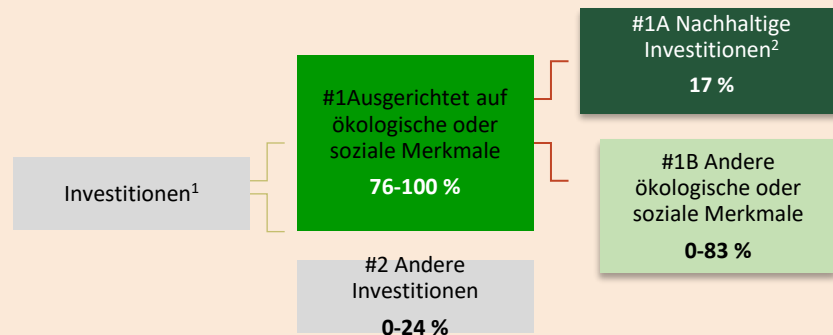 Investitionen¹
#1Ausgerichtet auf
ökologische oder
soziale Merkmale
76-100 %
#2 Andere
Investitionen
0-24 %
#1A Nachhaltige
Investitionen²
17 %
#1B Andere
ökologische oder
soziale Merkmale
0-83 %